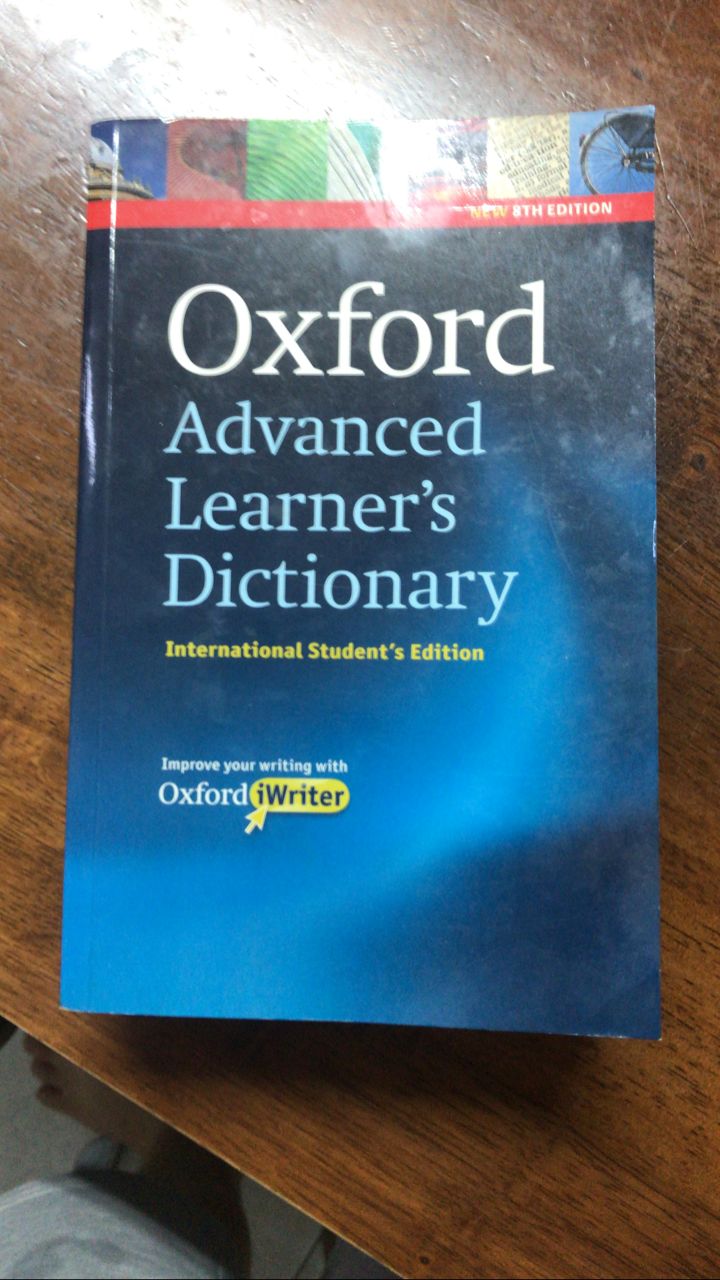 NEW 8TH EDITION
Oxford
Advanced
Learner's
Dictionary
International Student's Edition
Improve your writing with
Oxford iWriter